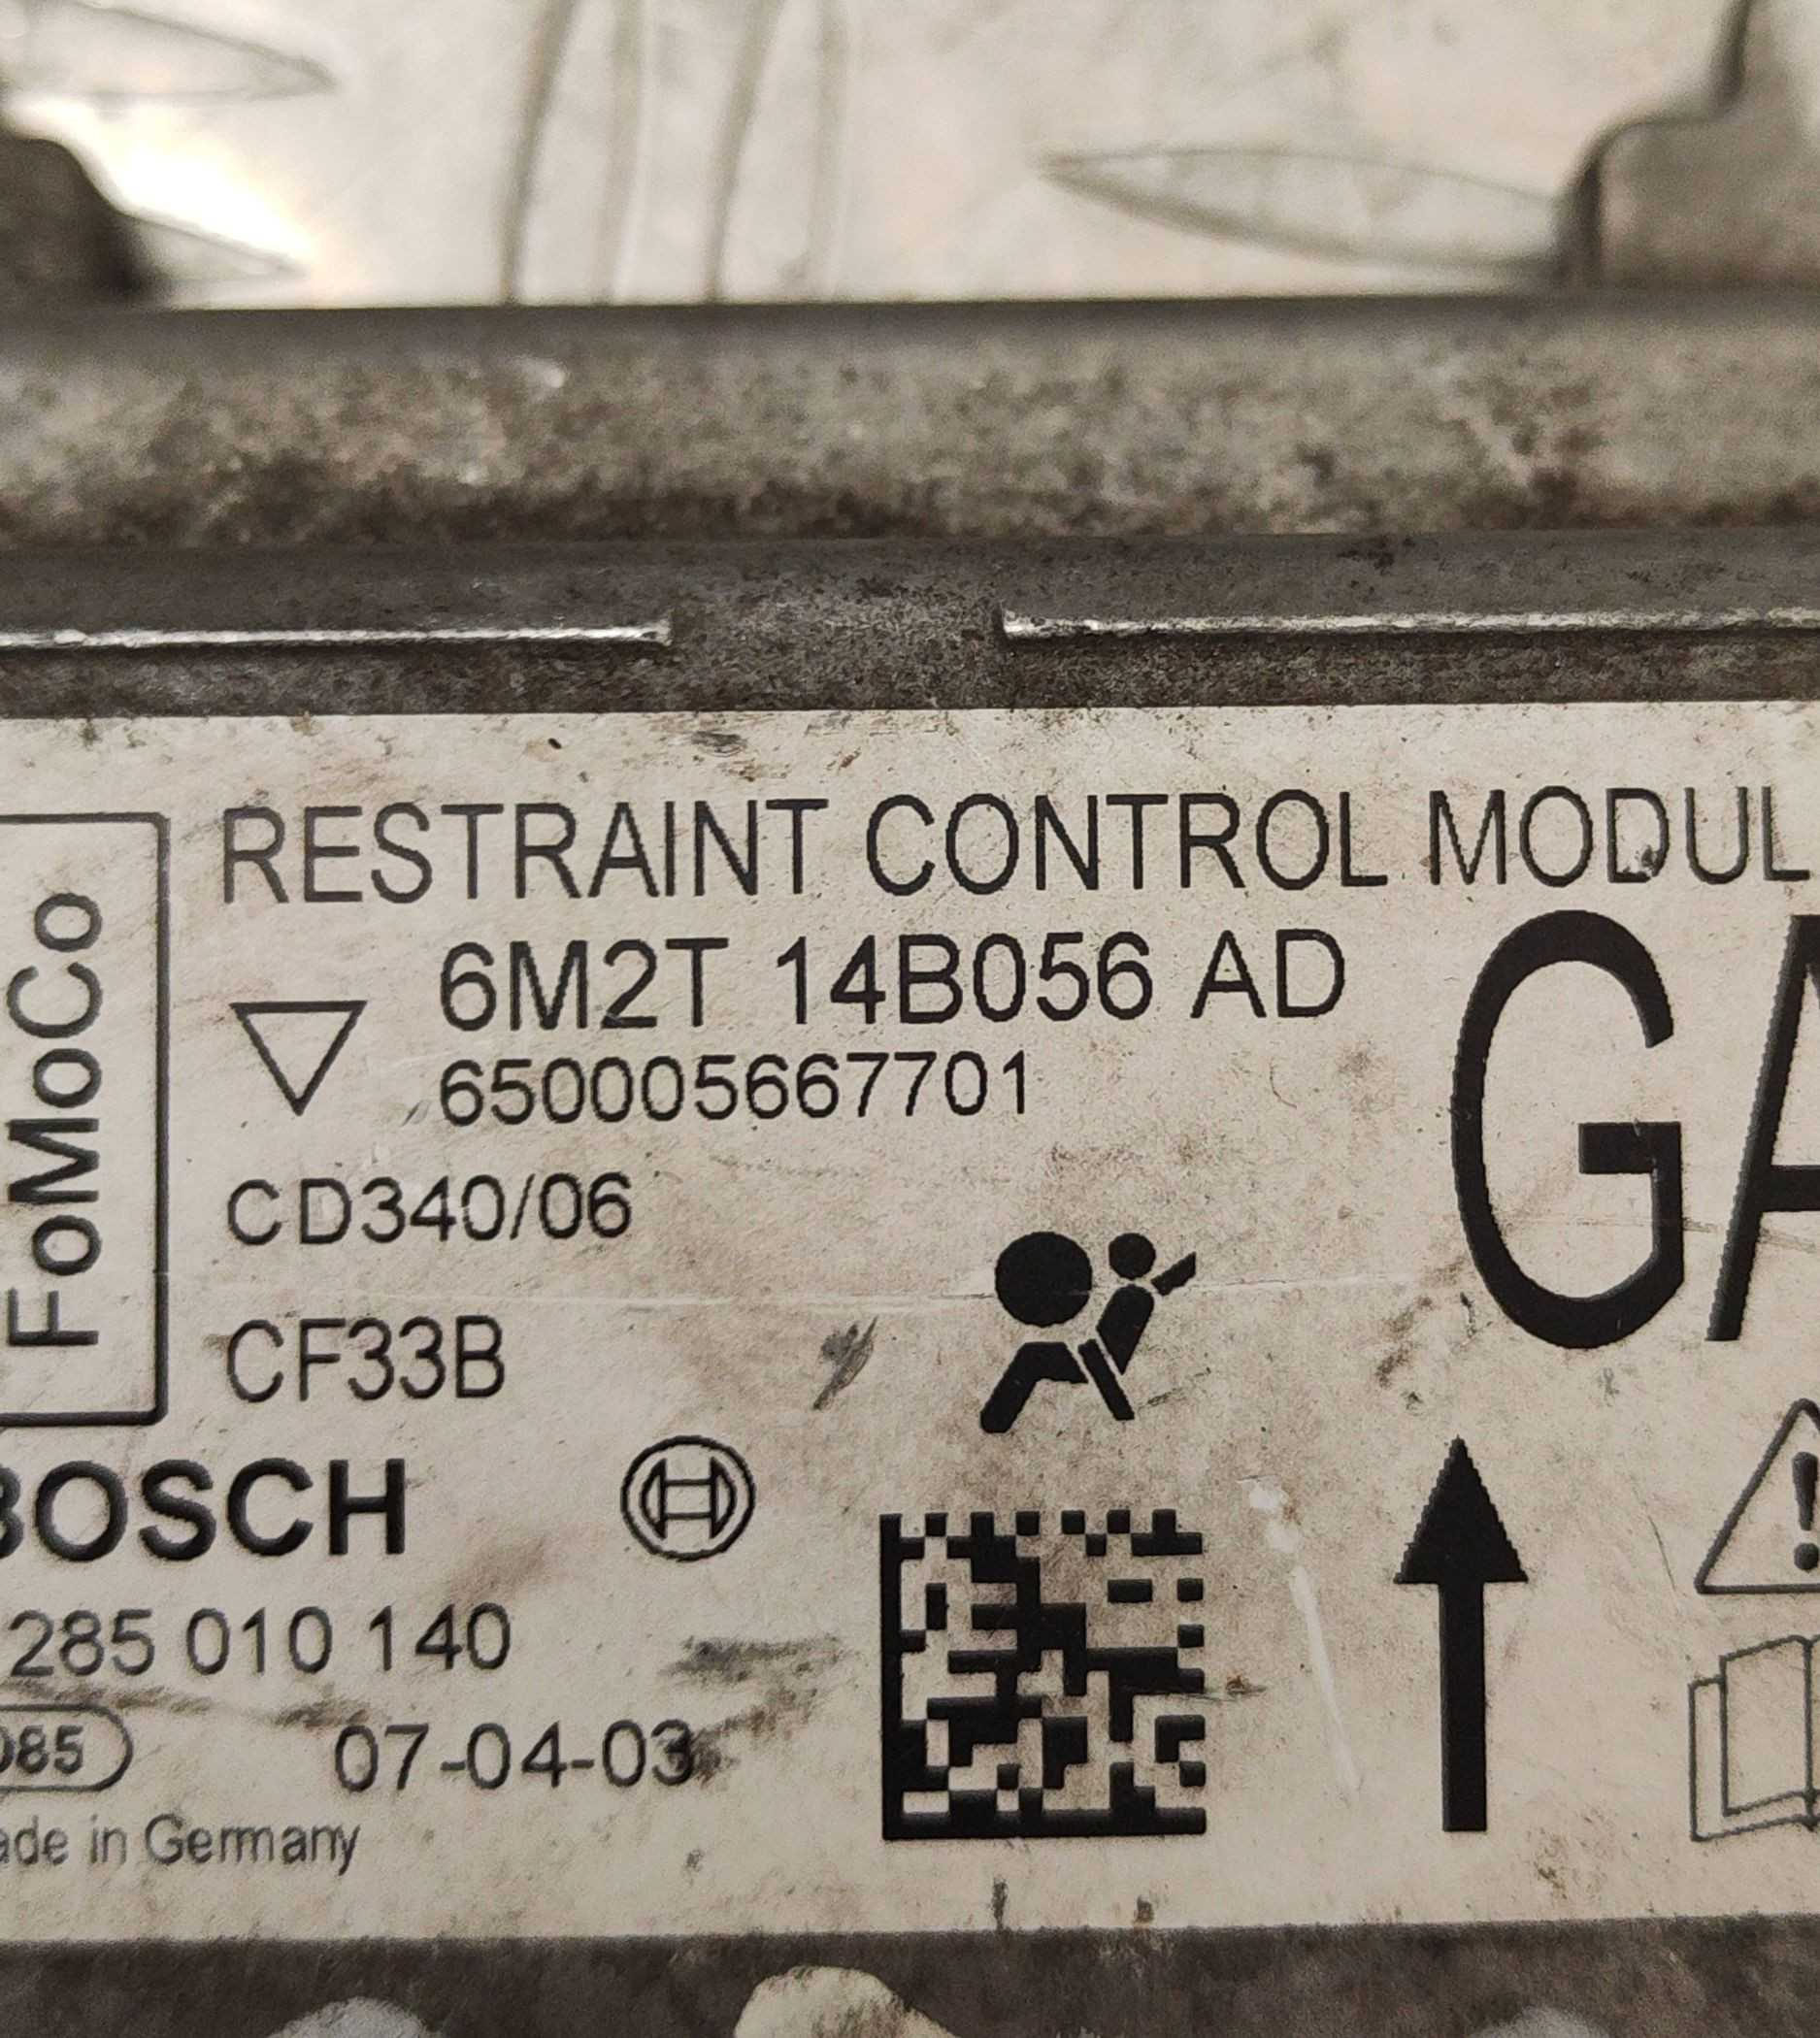 FoMoCo
RESTRAINT CONTROL MODUL
6M2T 14B056 AD
650005667701
GA
CD340/06
CF33B
BOSCH
285 010 140
085
07-04-03
ade in Germany